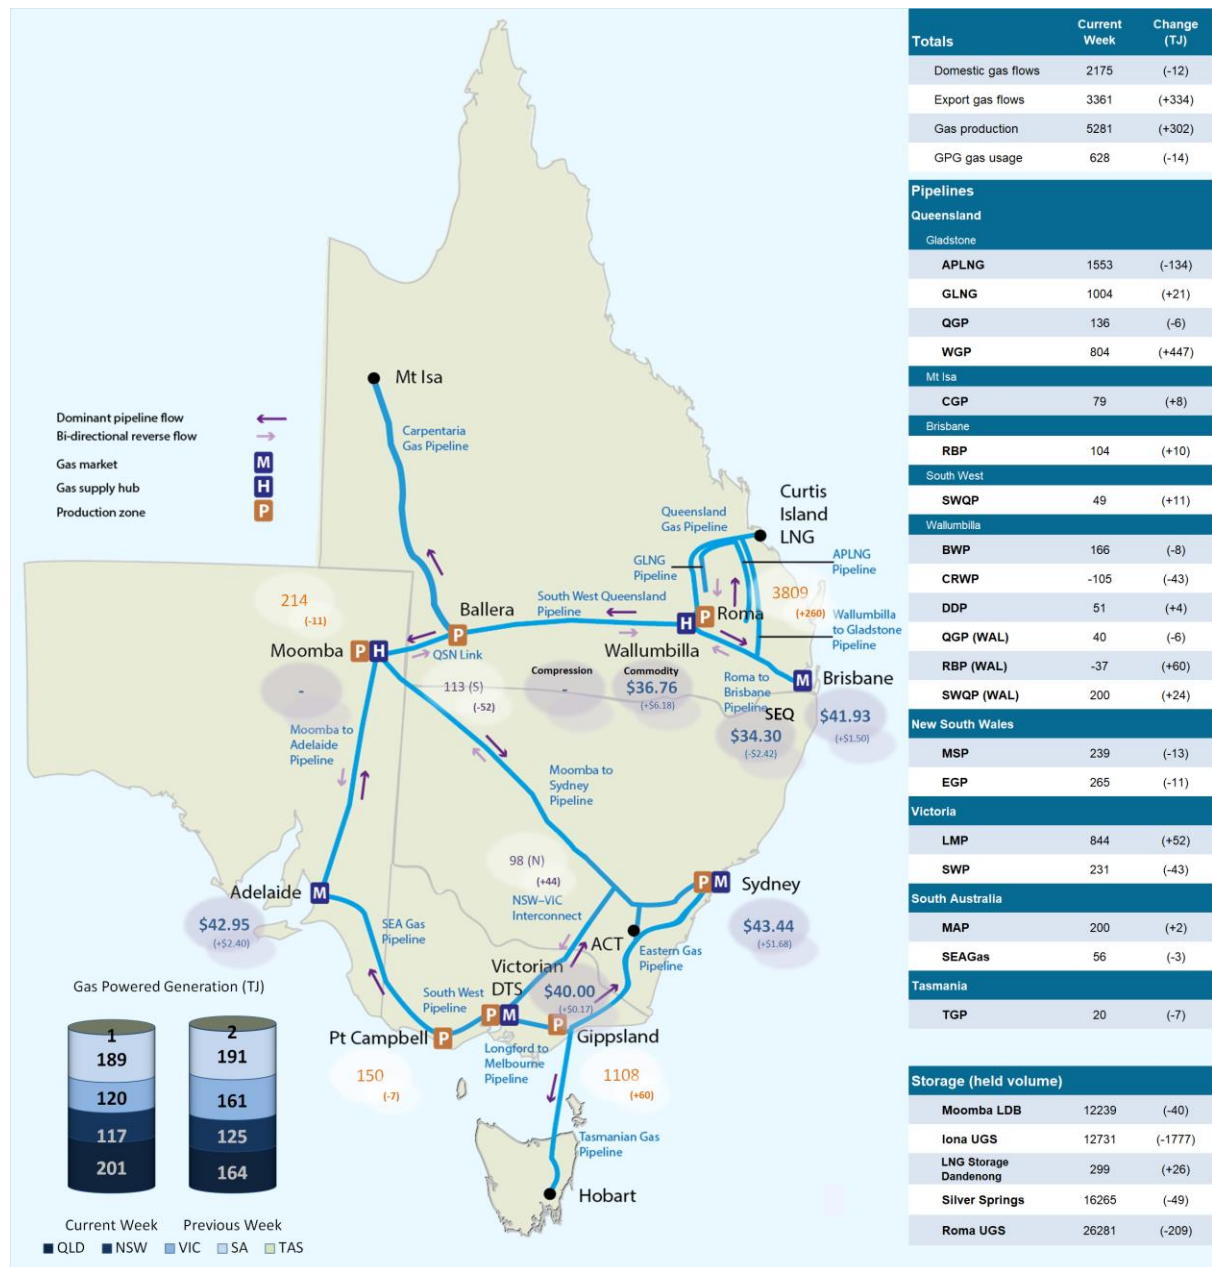 Mt Isa
Dominant pipeline flow
Bi-directional reverse flow
Gas market M
Gas supply hub H
Production zone P
Carpentaria
Gas Pipeline
Curtis
Island
LNG
Queensland
Gas Pipeline
GLNG
Pipeline
APLNG
Pipeline
3809
(+260)
Wallumbilla
to Gladstone
Pipeline
214
(-11)
Ballera
P
South West Queensland
Pipeline
H P Roma
Wallumbilla
Moomba P H
QSN Link
-
113 (S)
(-52)
Compression
-
Commodity
$36.76
(+$6.18)
Roma to
Brisbane
Pipeline
M Brisbane
SEQ
$34.30
(-$2.42)
$41.93
(+$1.50)
Moomba to
Adelaide
Pipeline
Moomba to
Sydney
Pipeline
98 (N)
(+44)
NSW–VIC
Interconnect
P M Sydney
$43.44
(+$1.68)
Adelaide M
$42.95
(+$2.40)
SEA Gas
Pipeline
ACT
Eastern Gas
Pipeline
Victorian
DTS
$40.00
(+$0.17)
South West
Pipeline
P M
P
Pt Campbell P
Gippsland
Longford to
Melbourne
Pipeline
150
(-7)
1108
(+60)
Tasmanian Gas
Pipeline
Hobart
Gas Powered Generation (TJ)
1 2
189 191
120 161
117 125
201 164
Current Week Previous Week
QLD NSW VIC SA TAS
Totals Current Week Change (TJ)
Domestic gas flows 2175 (-12)
Export gas flows 3361 (+334)
Gas production 5281 (+302)
GPG gas usage 628 (-14)
Pipelines
Queensland
Gladstone
APLNG 1553 (-134)
GLNG 1004 (+21)
QGP 136 (-6)
WGP 804 (+447)
Mt Isa
CGP 79 (+8)
Brisbane
RBP 104 (+10)
South West
SWQP 49 (+11)
Wallumbilla
BWP 166 (-8)
CRWP -105 (-43)
DDP 51 (+4)
QGP (WAL) 40 (-6)
RBP (WAL) -37 (+60)
SWQP (WAL) 200 (+24)
New South Wales
MSP 239 (-13)
EGP 265 (-11)
Victoria
LMP 844 (+52)
SWP 231 (-43)
South Australia
MAP 200 (+2)
SEAGas 56 (-3)
Tasmania
TGP 20 (-7)
Storage (held volume)
Moomba LDB 12239 (-40)
Iona UGS 12731 (-1777)
LNG Storage
Dandenong 299 (+26)
Silver Springs 16265 (-49)
Roma UGS 26281 (-209)